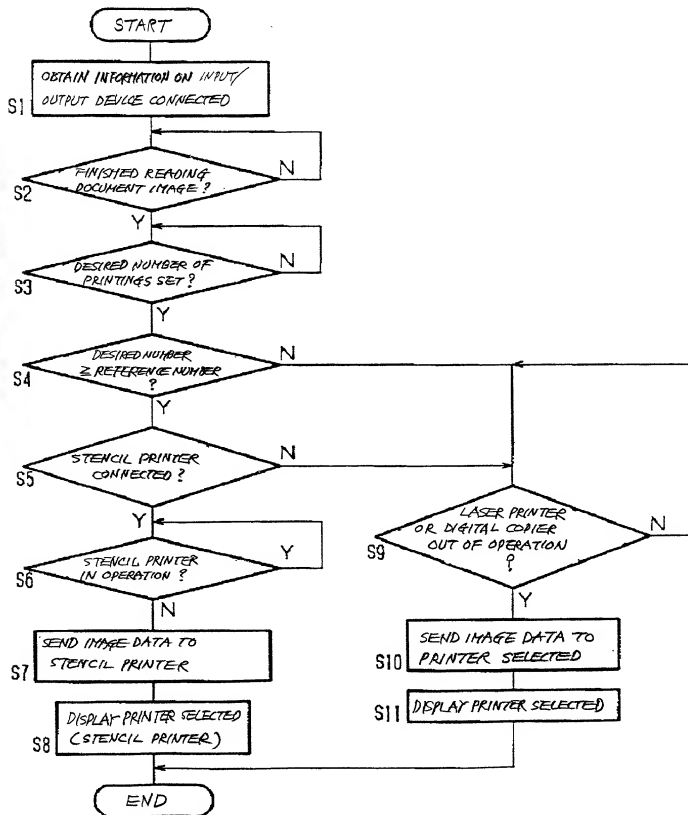 START
OBTAIN INFORMATION ON INPUT/
OUTPUT DEVICE CONNECTED
S1
FINISHED READING
DOCUMENT IMAGE?
N
S2
Y
DESIRED NUMBER OF
PRINTINGS SET?
N
S3
Y
DESIRED NUMBER
≧ REFERENCE NUMBER
?
N
S4
Y
STENCIL PRINTER
CONNECTED?
N
S5
Y
STENCIL PRINTER
IN OPERATION?
Y
S6
N
SEND IMAGE DATA TO
STENCIL PRINTER
S7
DISPLAY PRINTER SELECTED
(STENCIL PRINTER)
S8
LASER PRINTER
OR DIGITAL COPIER
OUT OF OPERATION
?
N
S9
Y
SEND IMAGE DATA TO
PRINTER SELECTED
S10
DISPLAY PRINTER SELECTED
S11
END